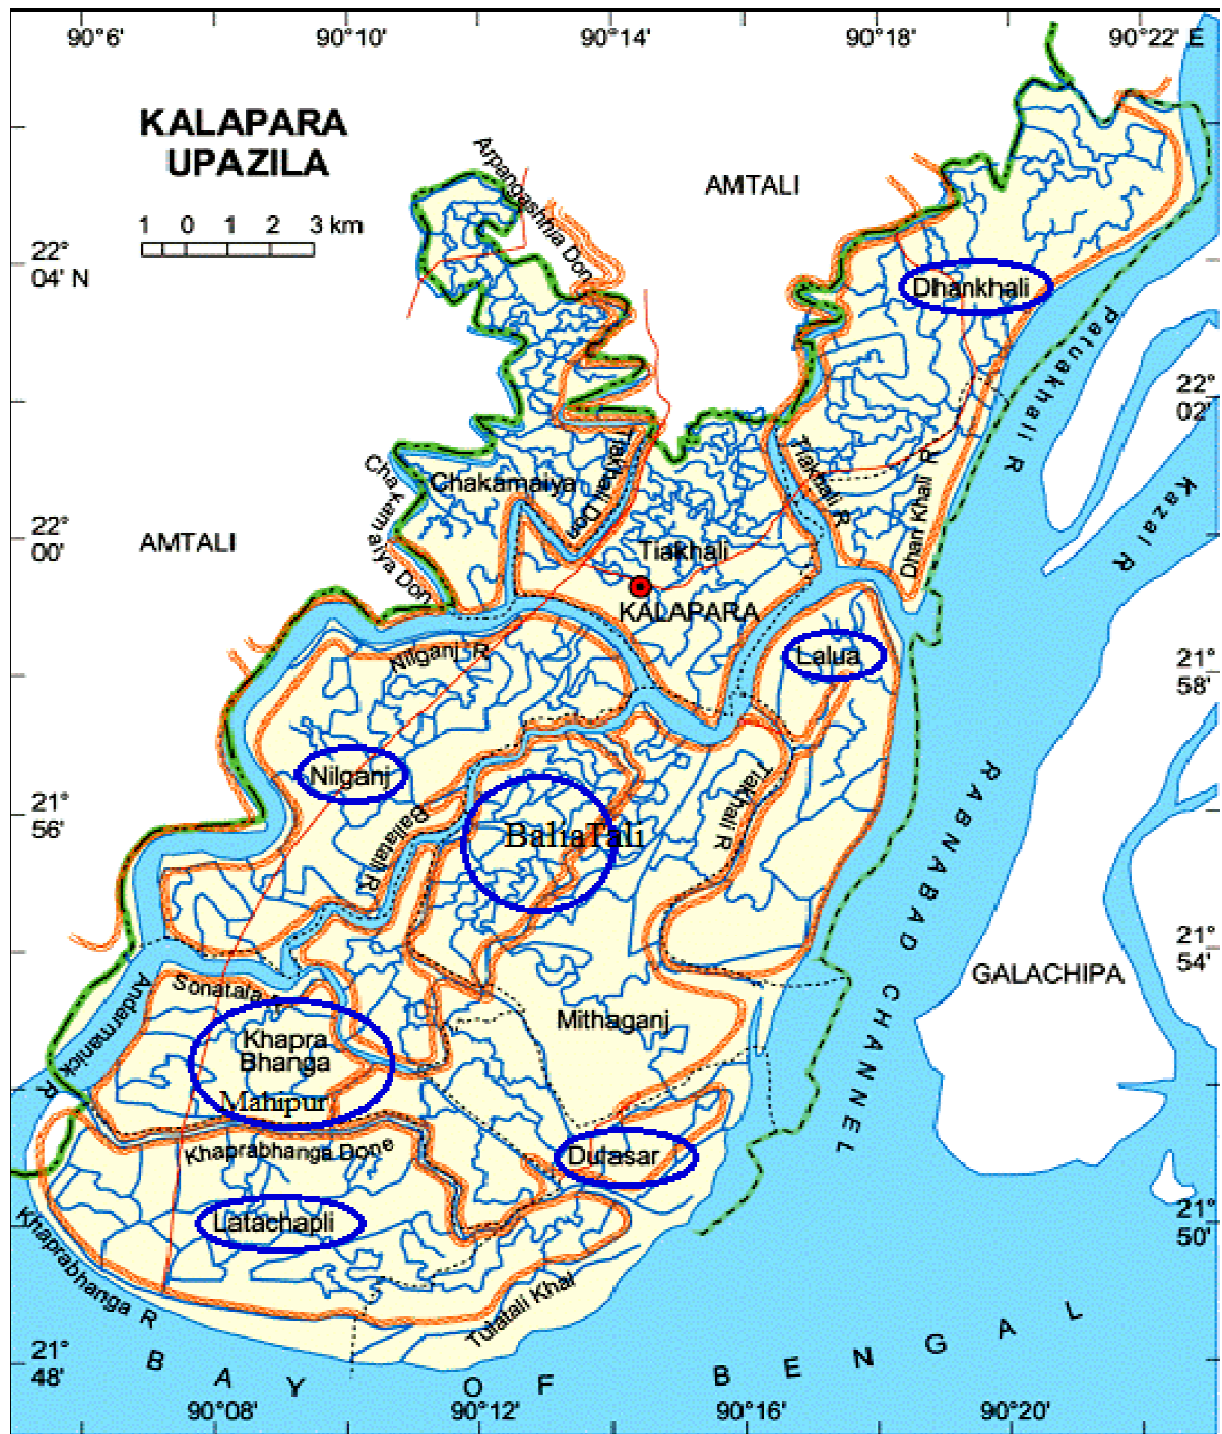 90°6' 90°10' 90°14' 90°18' 90°22' E
KALAPARA
UPAZILA
1 0 1 2 3 km
22°
04' N
Arpangashhia Don
AMTALI
Dhankhali
Patuakhali R
22°
02'
Kazal R
Chakamaiya
Chakamaiya Don
Tiakhali Don
Tiakhali R
Dhan Khali R
22°
00'
AMTALI
Tiakhali
KALAPARA
Lalua
Nilganj R
21°
58'
Nilganj
21°
56'
Baliatali R
BaliaTali
Tiakhali R
RABNABAD CHANNEL
21°
54'
GALACHIPA
Andarmanick R
Sonatala R
Mithaganj
Khapra
Bhanga
Mahipur
Khaprabhanga Done
Dulasar
Latachapli
21°
50'
Khaprabhanga R
Tulatali Khal
21°
48'
BAY OF BENGAL
90°08' 90°12' 90°16' 90°20'